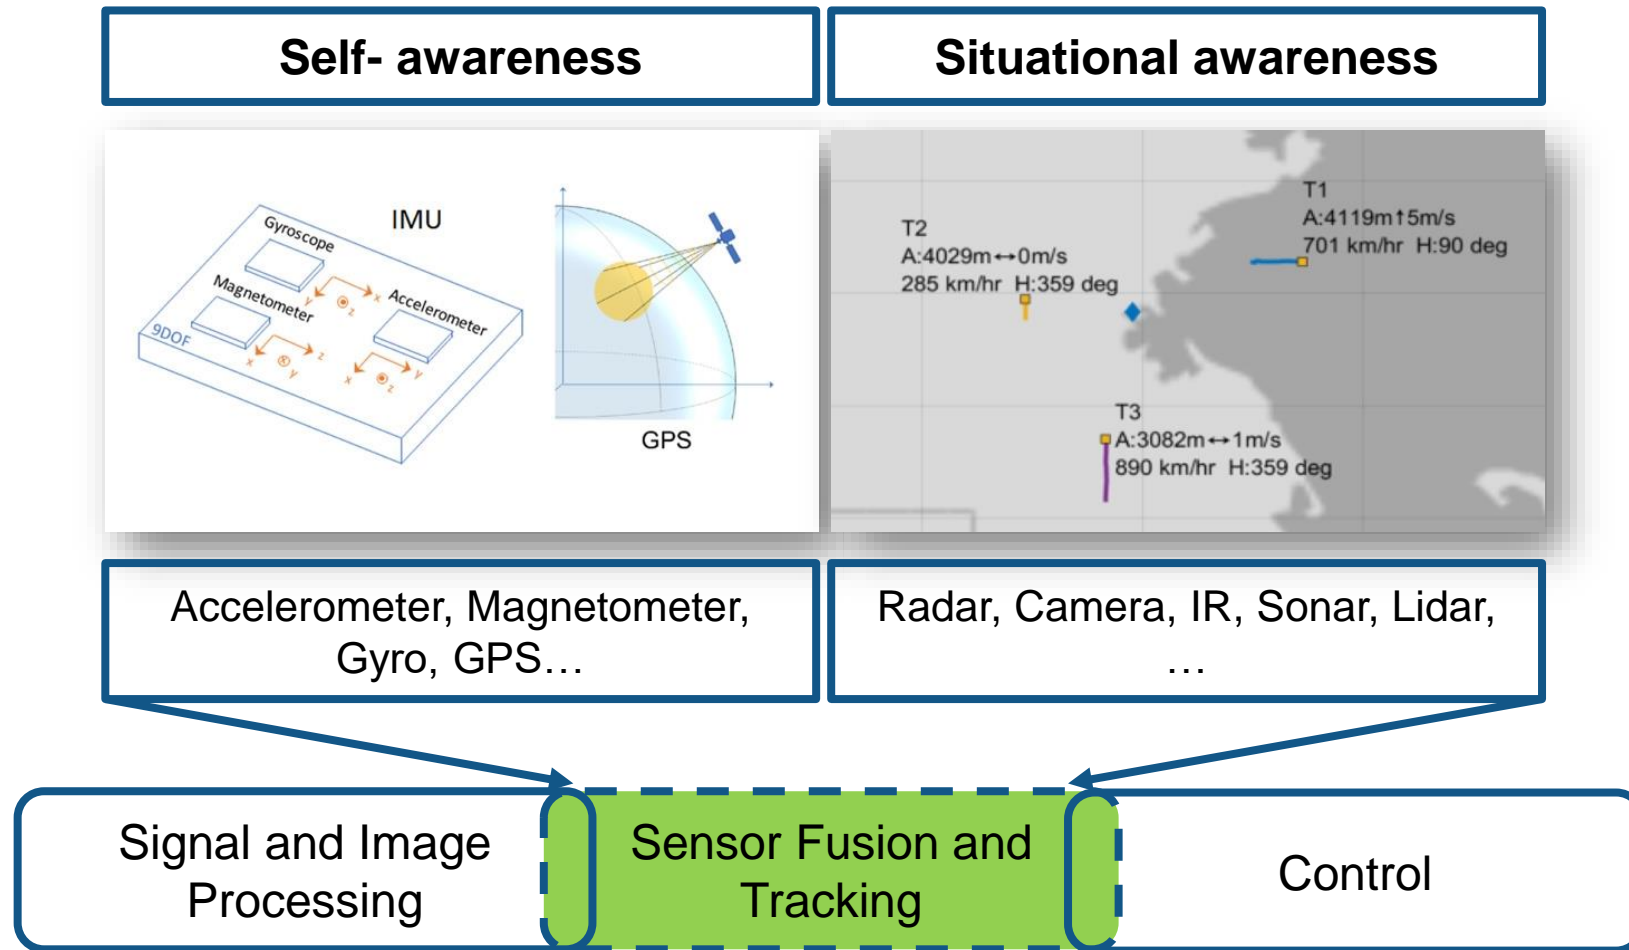 Self- awareness
Situational awareness
IMU
Gyroscope
Magnetometer
Accelerometer
9DOF
x
y
z
x
y
z
x
y
z
GPS
T1
A:4119m↑5m/s
701 km/hr H:90 deg
T2
A:4029m↔0m/s
285 km/hr H:359 deg
T3
A:3082m↔1m/s
890 km/hr H:359 deg
Accelerometer, Magnetometer,
Gyro, GPS…
Radar, Camera, IR, Sonar, Lidar,
…
Signal and Image
Processing
Sensor Fusion and
Tracking
Control